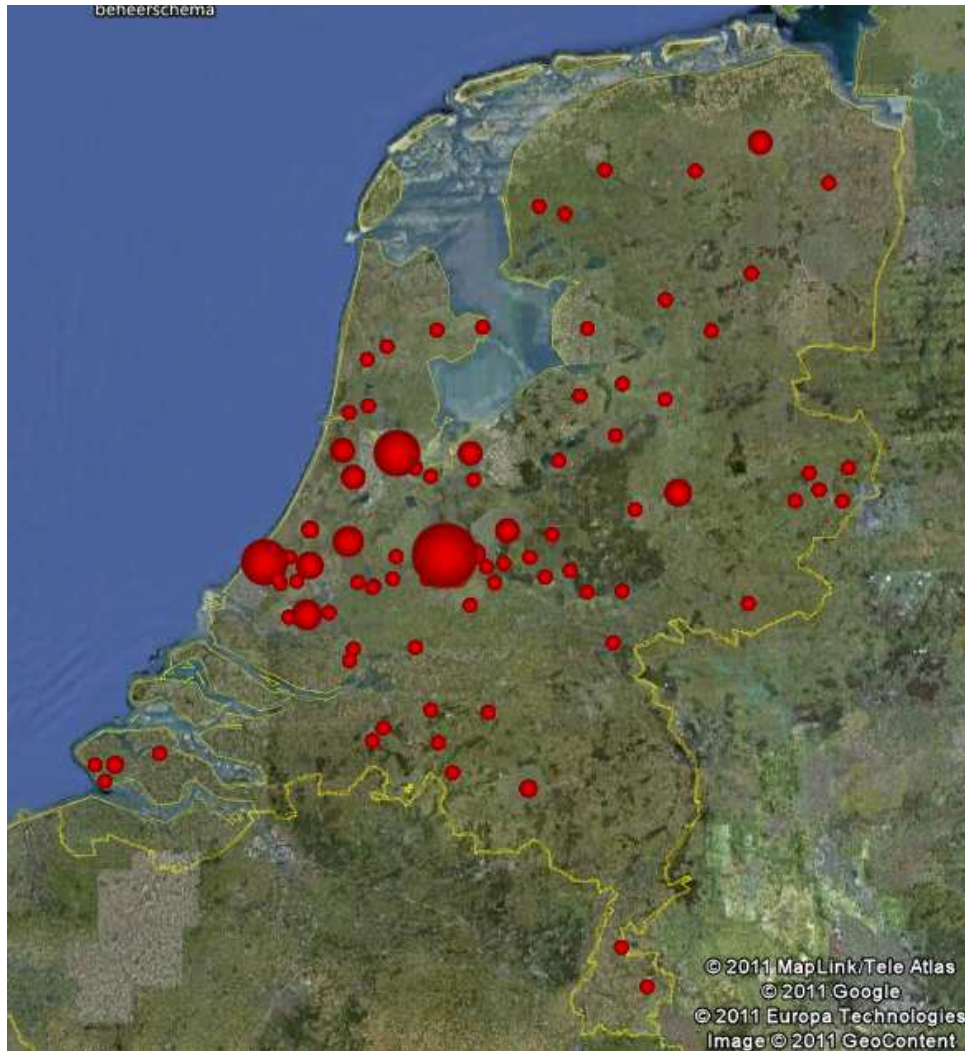 beheerschema
© 2011 MapLink/Tele Atlas
© 2011 Google
© 2011 Europa Technologies
Image © 2011 GeoContent